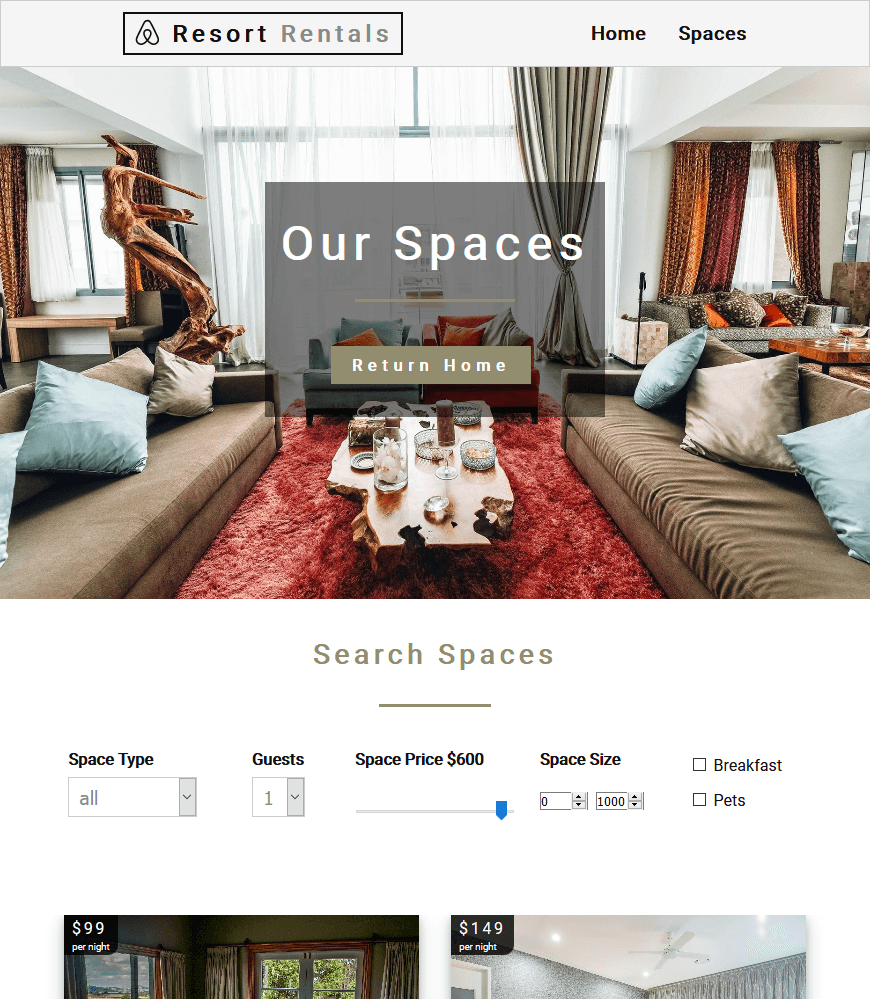 Resort Rentals
Home Spaces
Our Spaces
Return Home
Search Spaces
Space Type Guests Space Price $600 Space Size
Breakfast
all 1 0 1000 Pets
$99 $149
per night per night